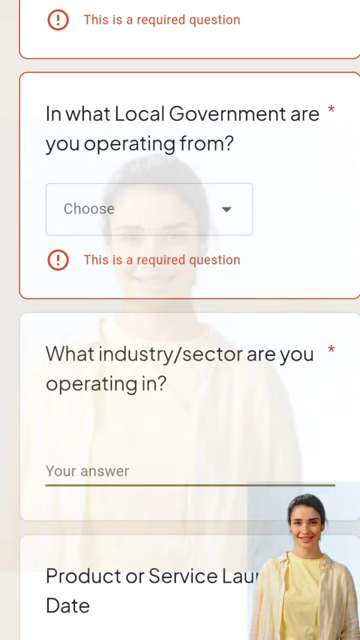 This is a required question
In what Local Government are *
you operating from?
Choose
This is a required question
What industry/sector are you *
operating in?
Your answer
Product or Service
Date